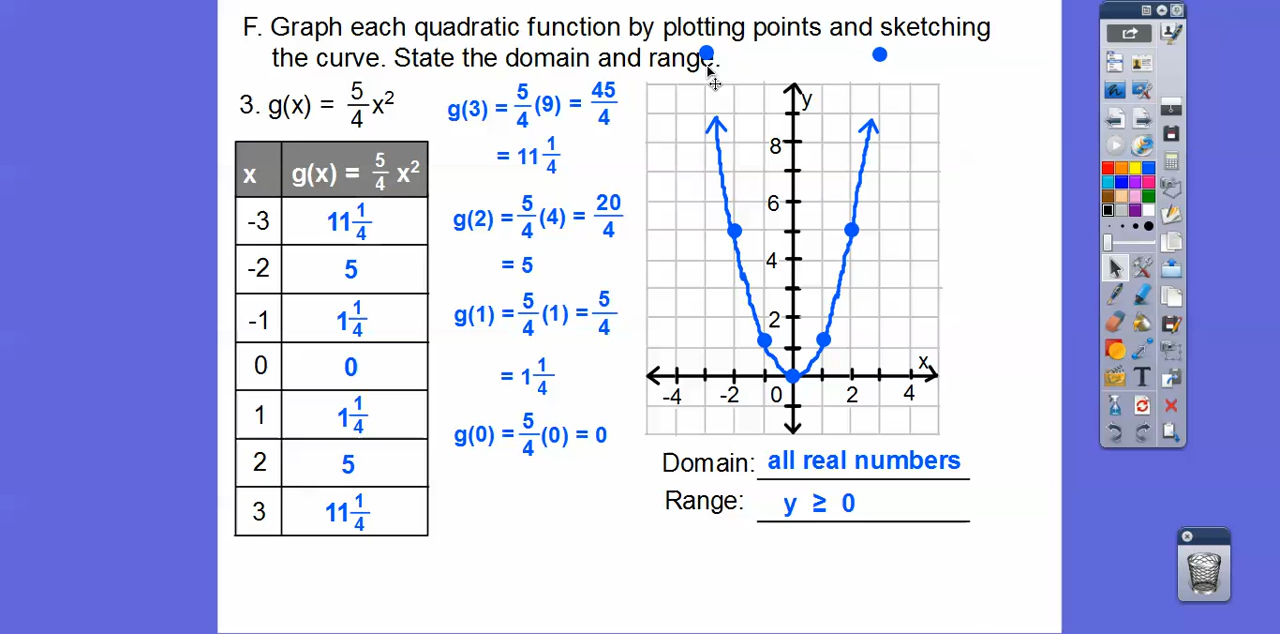 F. Graph each quadratic function by plotting points and sketching
the curve. State the domain and range.
3. g(x) = 5/4 x²
x g(x) = 5/4 x²
-3 11 1/4
-2 5
-1 1 1/4
0 0
1 1 1/4
2 5
3 11 1/4
g(3) = 5/4 (9) = 45/4
= 11 1/4
g(2) = 5/4 (4) = 20/4
= 5
g(1) = 5/4 (1) = 5/4
= 1 1/4
g(0) = 5/4 (0) = 0
y
8
6
4
2
x
-4 -2 0 2 4
Domain: all real numbers
Range: y ≥ 0
T